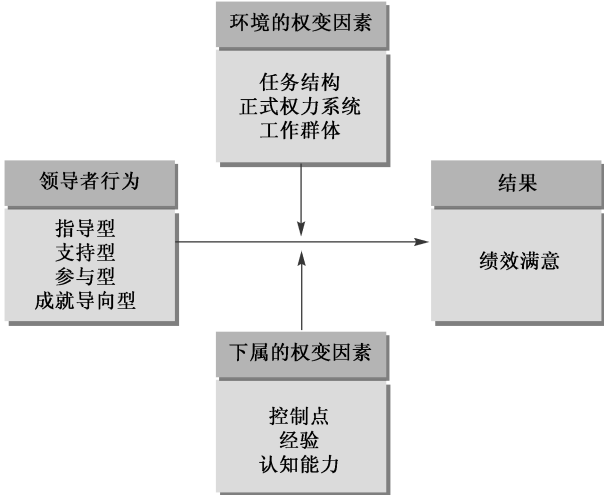 环境的权变因素
任务结构
正式权力系统
工作群体
领导者行为
指导型
支持型
参与型
成就导向型
结果
绩效满意
下属的权变因素
控制点
经验
认知能力